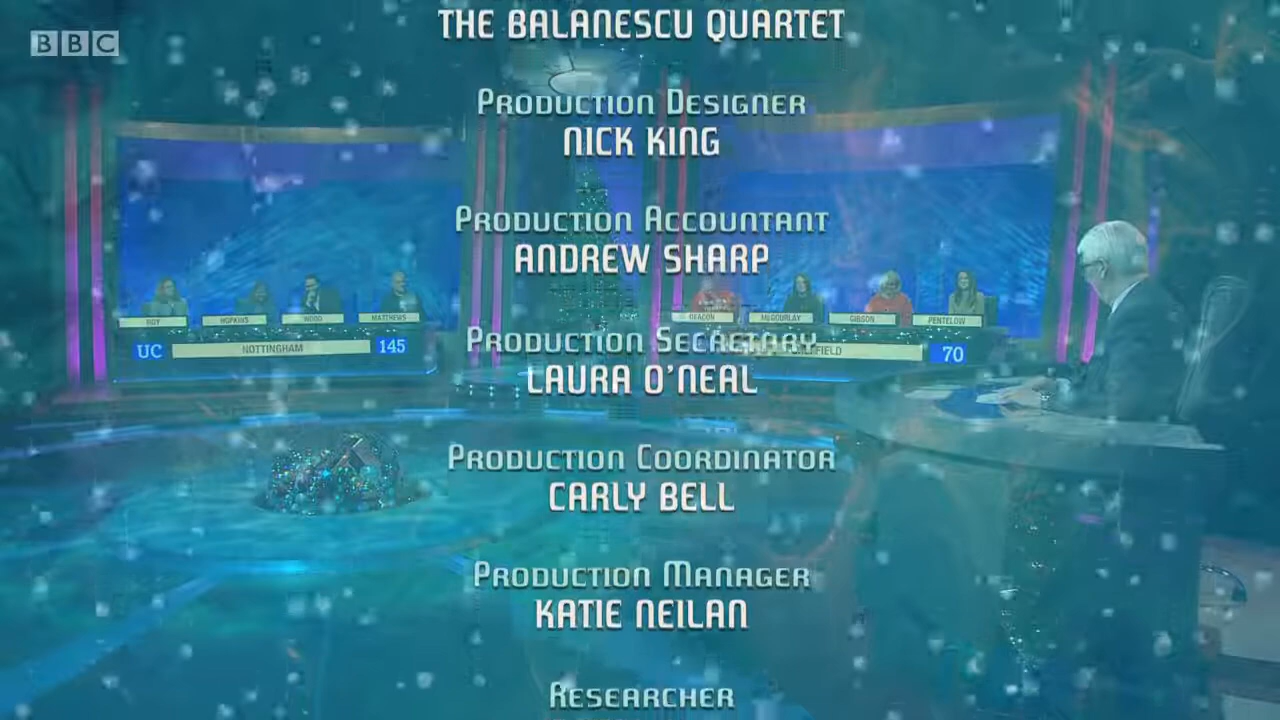 BBC
THE BALANESCU QUARTET
PRODUCTION DESIGNER
NICK KING
PRODUCTION ACCOUNTANT
ANDREW SHARP
ROY HOPKINS WOOD MATTHEWS
DEACON McGOURLAY GIBSON PENTELOW
PRODUCTION SECRETARY
UC NOTTINGHAM 145
70
LAURA O'NEAL
PRODUCTION COORDINATOR
CARLY BELL
PRODUCTION MANAGER
KATIE NEILAN
RESEARCHER